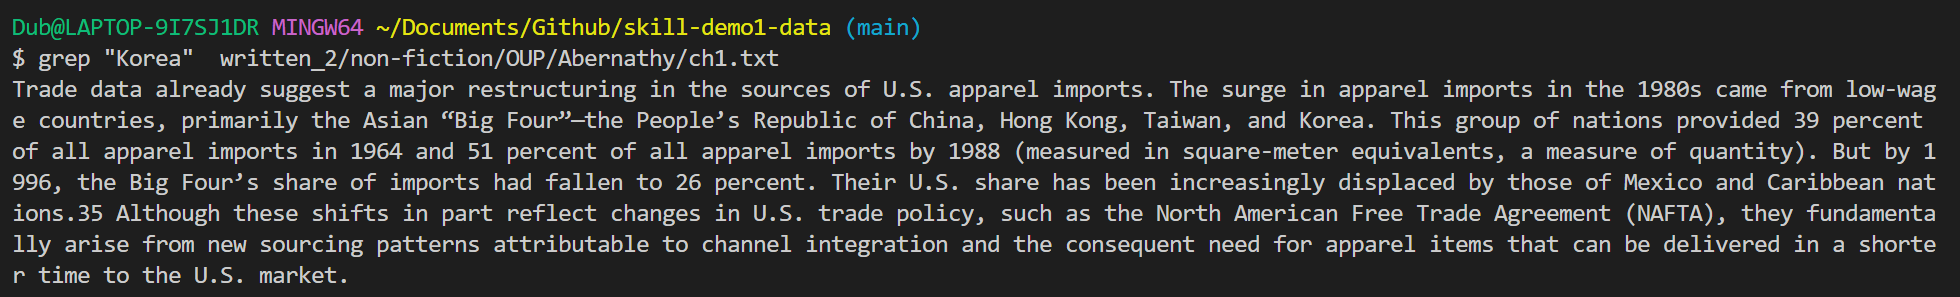 Dub@LAPTOP-9I7SJ1DR MINGW64 ~/Documents/Github/skill-demo1-data (main)
$ grep "Korea"  written_2/non-fiction/OUP/Abernathy/ch1.txt
Trade data already suggest a major restructuring in the sources of U.S. apparel imports. The surge in apparel imports in the 1980s came from low-wag
e countries, primarily the Asian “Big Four”—the People’s Republic of China, Hong Kong, Taiwan, and Korea. This group of nations provided 39 percent
of all apparel imports in 1964 and 51 percent of all apparel imports by 1988 (measured in square-meter equivalents, a measure of quantity). But by 1
996, the Big Four’s share of imports had fallen to 26 percent. Their U.S. share has been increasingly displaced by those of Mexico and Caribbean nat
ions.35 Although these shifts in part reflect changes in U.S. trade policy, such as the North American Free Trade Agreement (NAFTA), they fundamenta
lly arise from new sourcing patterns attributable to channel integration and the consequent need for apparel items that can be delivered in a shorte
r time to the U.S. market.